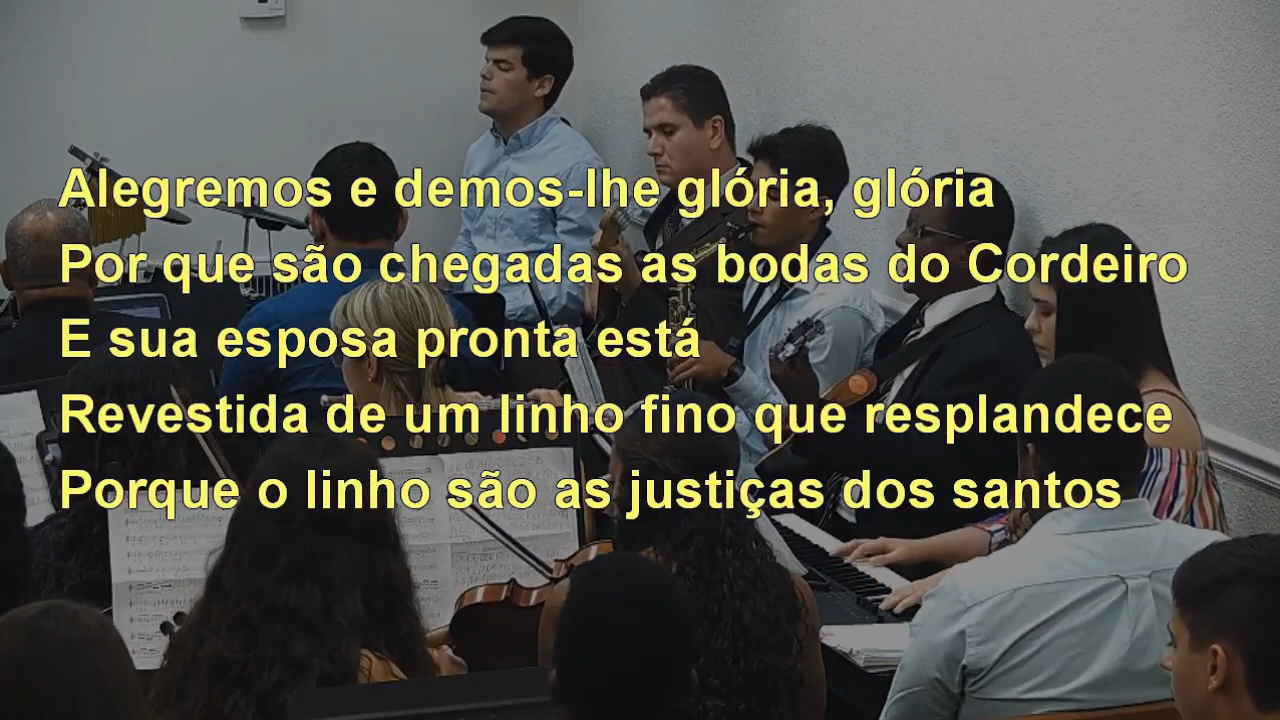 Alegremos e demos-lhe glória, glória
Por que são chegadas as bodas do Cordeiro
E sua esposa pronta está
Revestida de um linho fino que resplandece
Porque o linho são as justiças dos santos